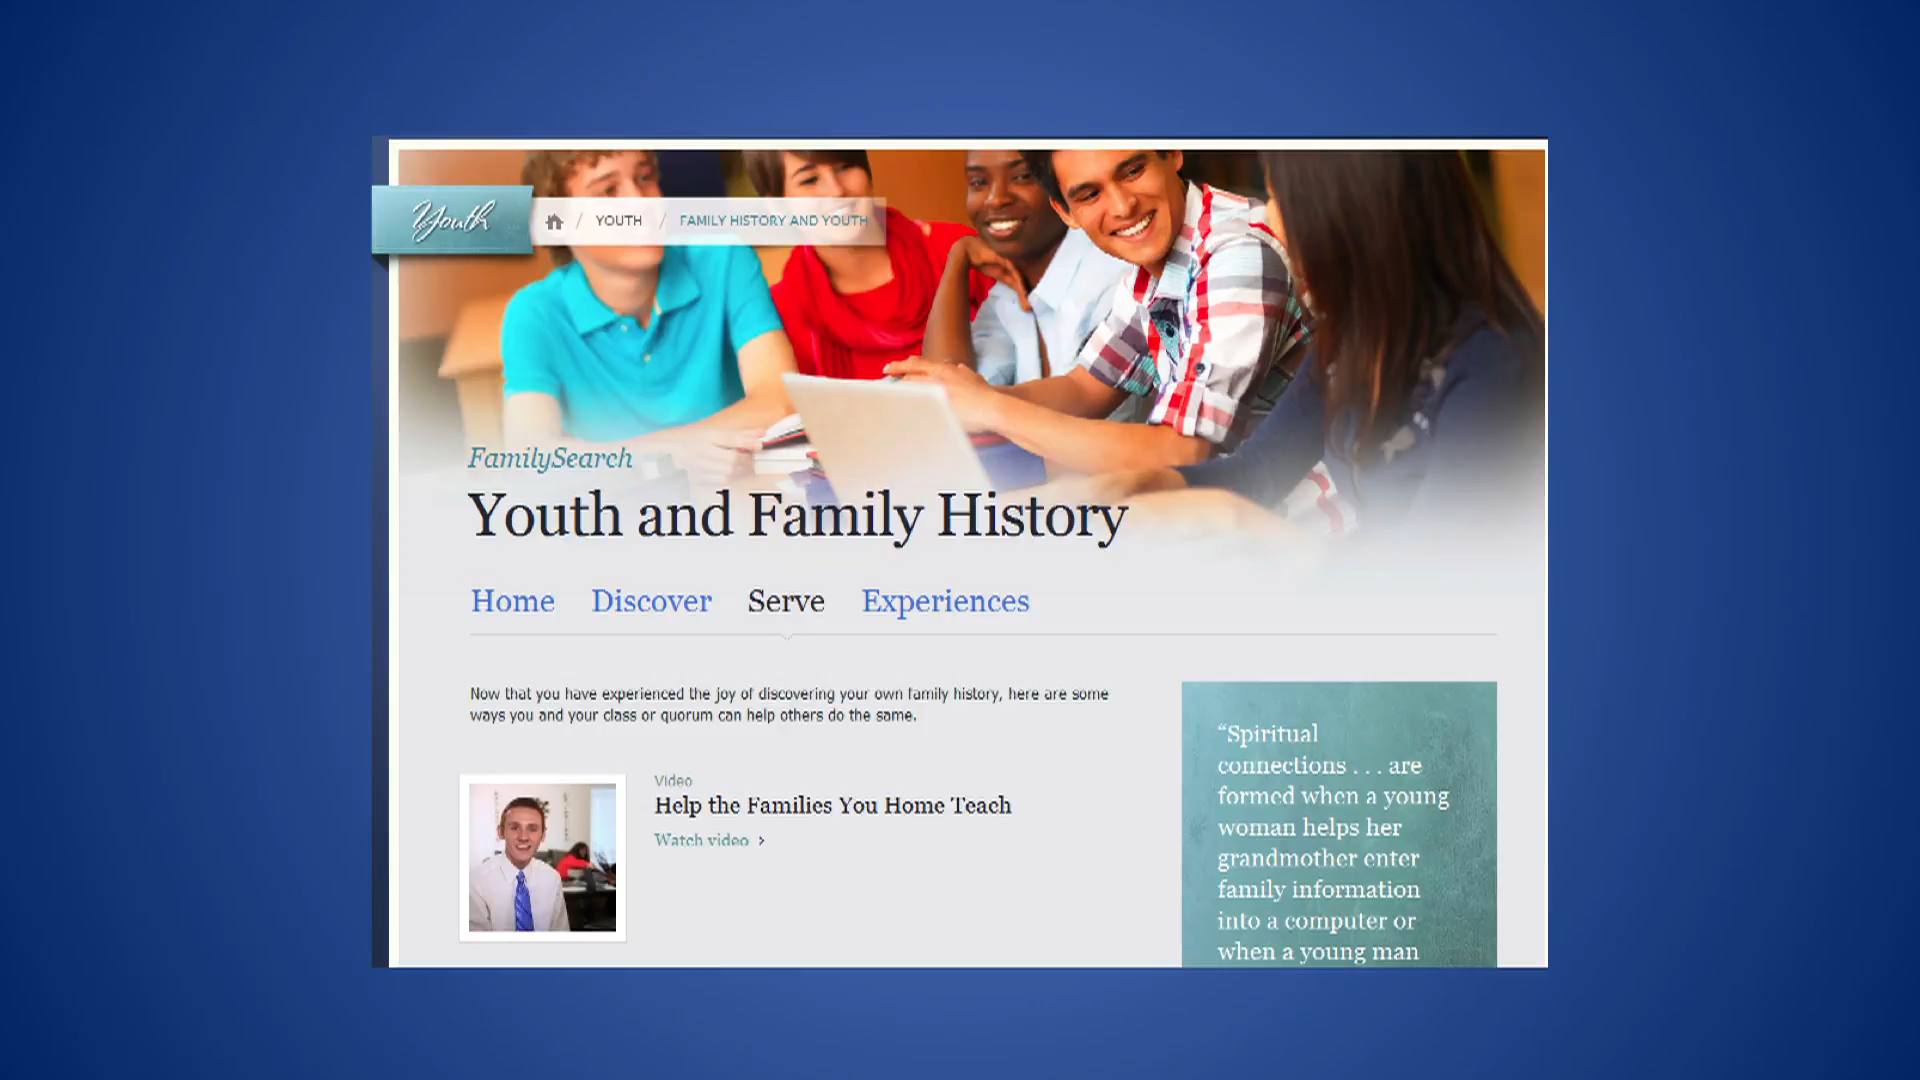 Youth
YOUTH / FAMILY HISTORY AND YOUTH
FamilySearch
Youth and Family History
Home Discover Serve Experiences
Now that you have experienced the joy of discovering your own family history, here are some
ways you and your class or quorum can help others do the same.
Video
Help the Families You Home Teach
Watch video ›
“Spiritual
connections . . . are
formed when a young
woman helps her
grandmother enter
family information
into a computer or
when a young man